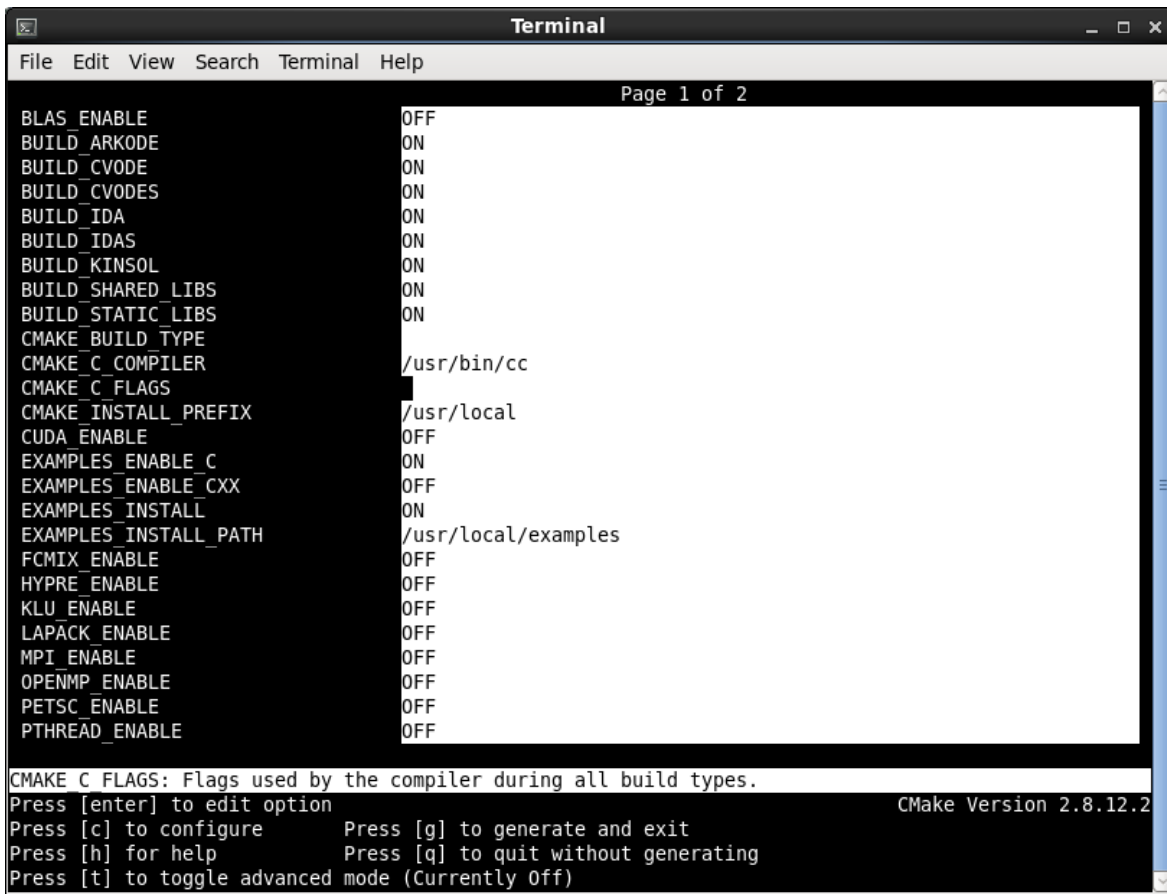 Terminal
File Edit View Search Terminal Help
Page 1 of 2
BLAS_ENABLE OFF
BUILD_ARKODE ON
BUILD_CVODE ON
BUILD_CVODES ON
BUILD_IDA ON
BUILD_IDAS ON
BUILD_KINSOL ON
BUILD_SHARED_LIBS ON
BUILD_STATIC_LIBS ON
CMAKE_BUILD_TYPE
CMAKE_C_COMPILER /usr/bin/cc
CMAKE_C_FLAGS
CMAKE_INSTALL_PREFIX /usr/local
CUDA_ENABLE OFF
EXAMPLES_ENABLE_C ON
EXAMPLES_ENABLE_CXX OFF
EXAMPLES_INSTALL ON
EXAMPLES_INSTALL_PATH /usr/local/examples
FCMIX_ENABLE OFF
HYPRE_ENABLE OFF
KLU_ENABLE OFF
LAPACK_ENABLE OFF
MPI_ENABLE OFF
OPENMP_ENABLE OFF
PETSC_ENABLE OFF
PTHREAD_ENABLE OFF
CMAKE_C_FLAGS: Flags used by the compiler during all build types.
Press [enter] to edit option CMake Version 2.8.12.2
Press [c] to configure Press [g] to generate and exit
Press [h] for help Press [q] to quit without generating
Press [t] to toggle advanced mode (Currently Off)